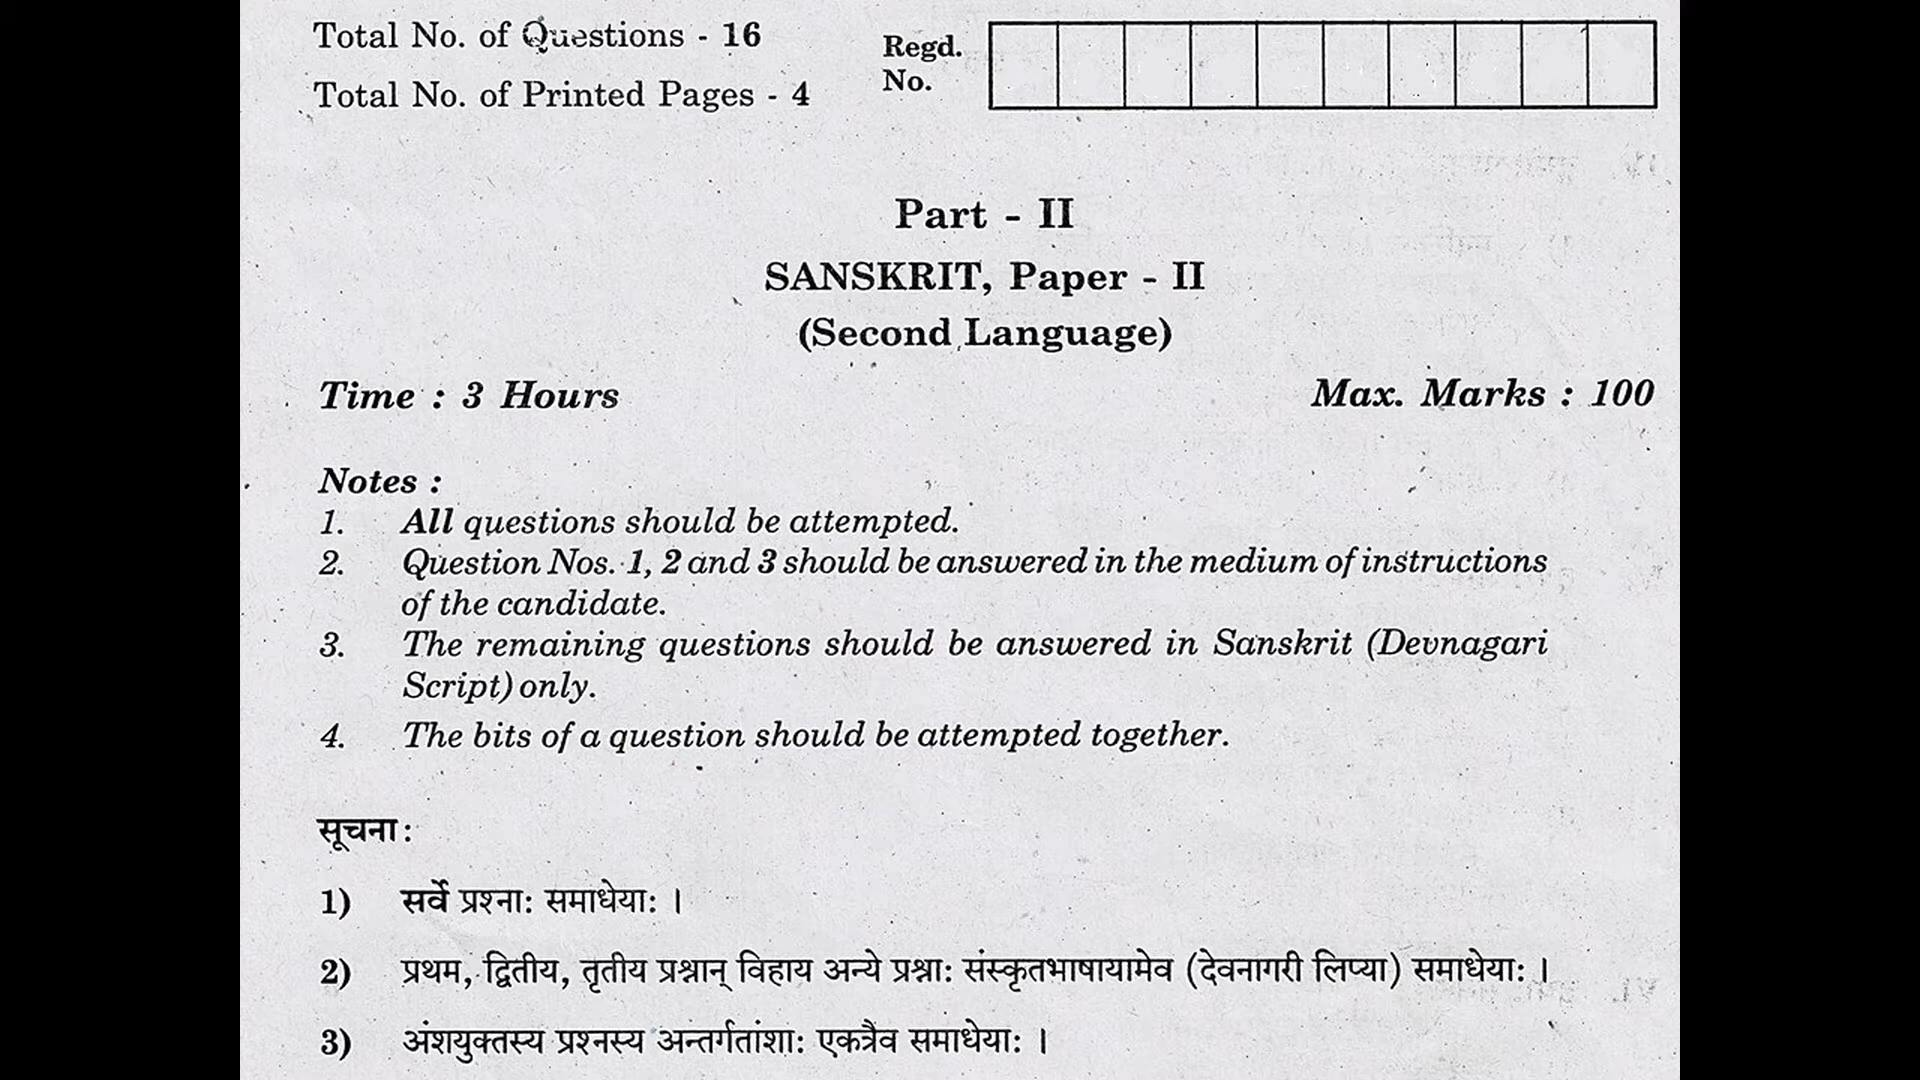 Total No. of Questions - 16
Total No. of Printed Pages - 4
Regd.
No.
Part - II
SANSKRIT, Paper - II
(Second Language)
Time : 3 Hours
Max. Marks : 100
Notes :
1. All questions should be attempted.
2. Question Nos. 1, 2 and 3 should be answered in the medium of instructions
of the candidate.
3. The remaining questions should be answered in Sanskrit (Devnagari
Script) only.
4. The bits of a question should be attempted together.
सूचना :
1) सर्वे प्रश्नाः समाधेयाः ।
2) प्रथम, द्वितीय, तृतीय प्रश्नान् विहाय अन्ये प्रश्नाः संस्कृतभाषायामेव (देवनागरी लिप्या) समाधेयाः ।
3) अंशयुक्तस्य प्रश्नस्य अन्तर्गतांशाः एकत्रैव समाधेयाः ।